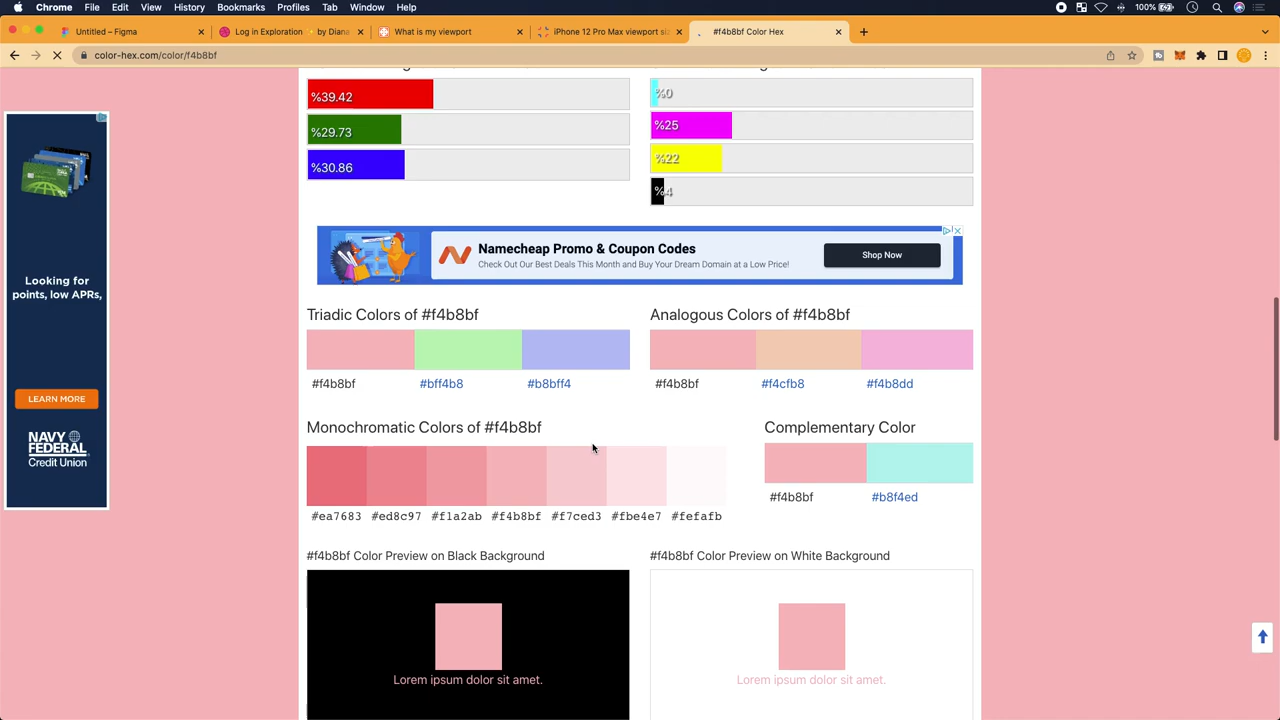 Chrome File Edit View History Bookmarks Profiles Tab Window Help 100%
Untitled – Figma
Log in Exploration ✨ by Diana
What is my viewport
iPhone 12 Pro Max viewport siz
#f4b8bf Color Hex
color-hex.com/color/f4b8bf
%39.42
%29.73
%30.86
%0
%25
%22
%4
Namecheap Promo & Coupon Codes
Check Out Our Best Deals This Month and Buy Your Dream Domain at a Low Price!
Shop Now
Looking for
points, low APRs,
LEARN MORE
NAVY
FEDERAL
Credit Union
Triadic Colors of #f4b8bf
#f4b8bf #bff4b8 #b8bff4
Analogous Colors of #f4b8bf
#f4b8bf #f4cfb8 #f4b8dd
Monochromatic Colors of #f4b8bf
#ea7683 #ed8c97 #f1a2ab #f4b8bf #f7ced3 #fbe4e7 #fefafb
Complementary Color
#f4b8bf #b8f4ed
#f4b8bf Color Preview on Black Background
Lorem ipsum dolor sit amet.
#f4b8bf Color Preview on White Background
Lorem ipsum dolor sit amet.